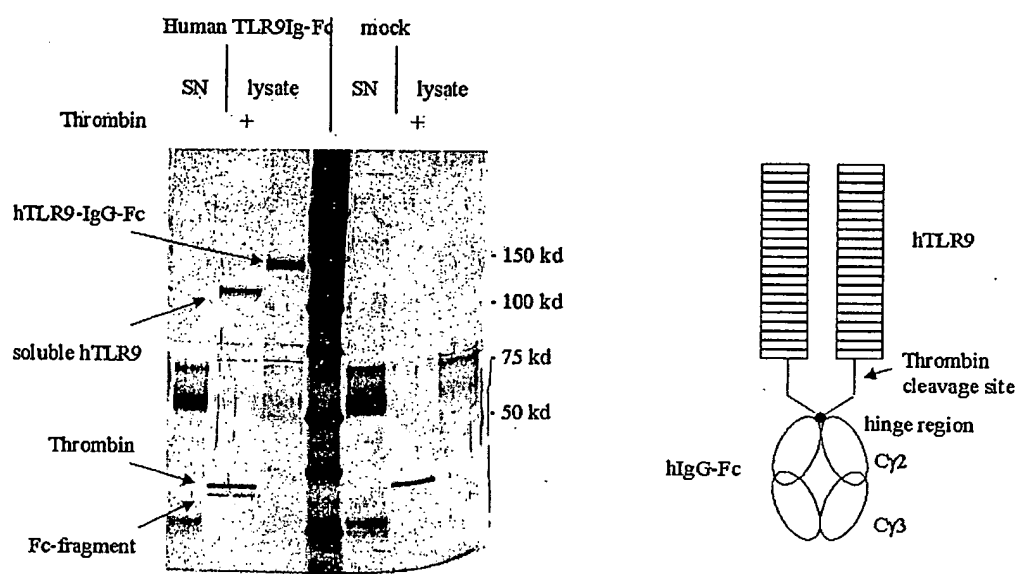 Human TLR9Ig-Fc mock
SN lysate SN lysate
Thrombin + +
hTLR9-IgG-Fc
soluble hTLR9
Thrombin
Fc-fragment
- 150 kd
- 100 kd
- 75 kd
- 50 kd
hTLR9
Thrombin
cleavage site
hinge region
hIgG-Fc
Cγ2
Cγ3